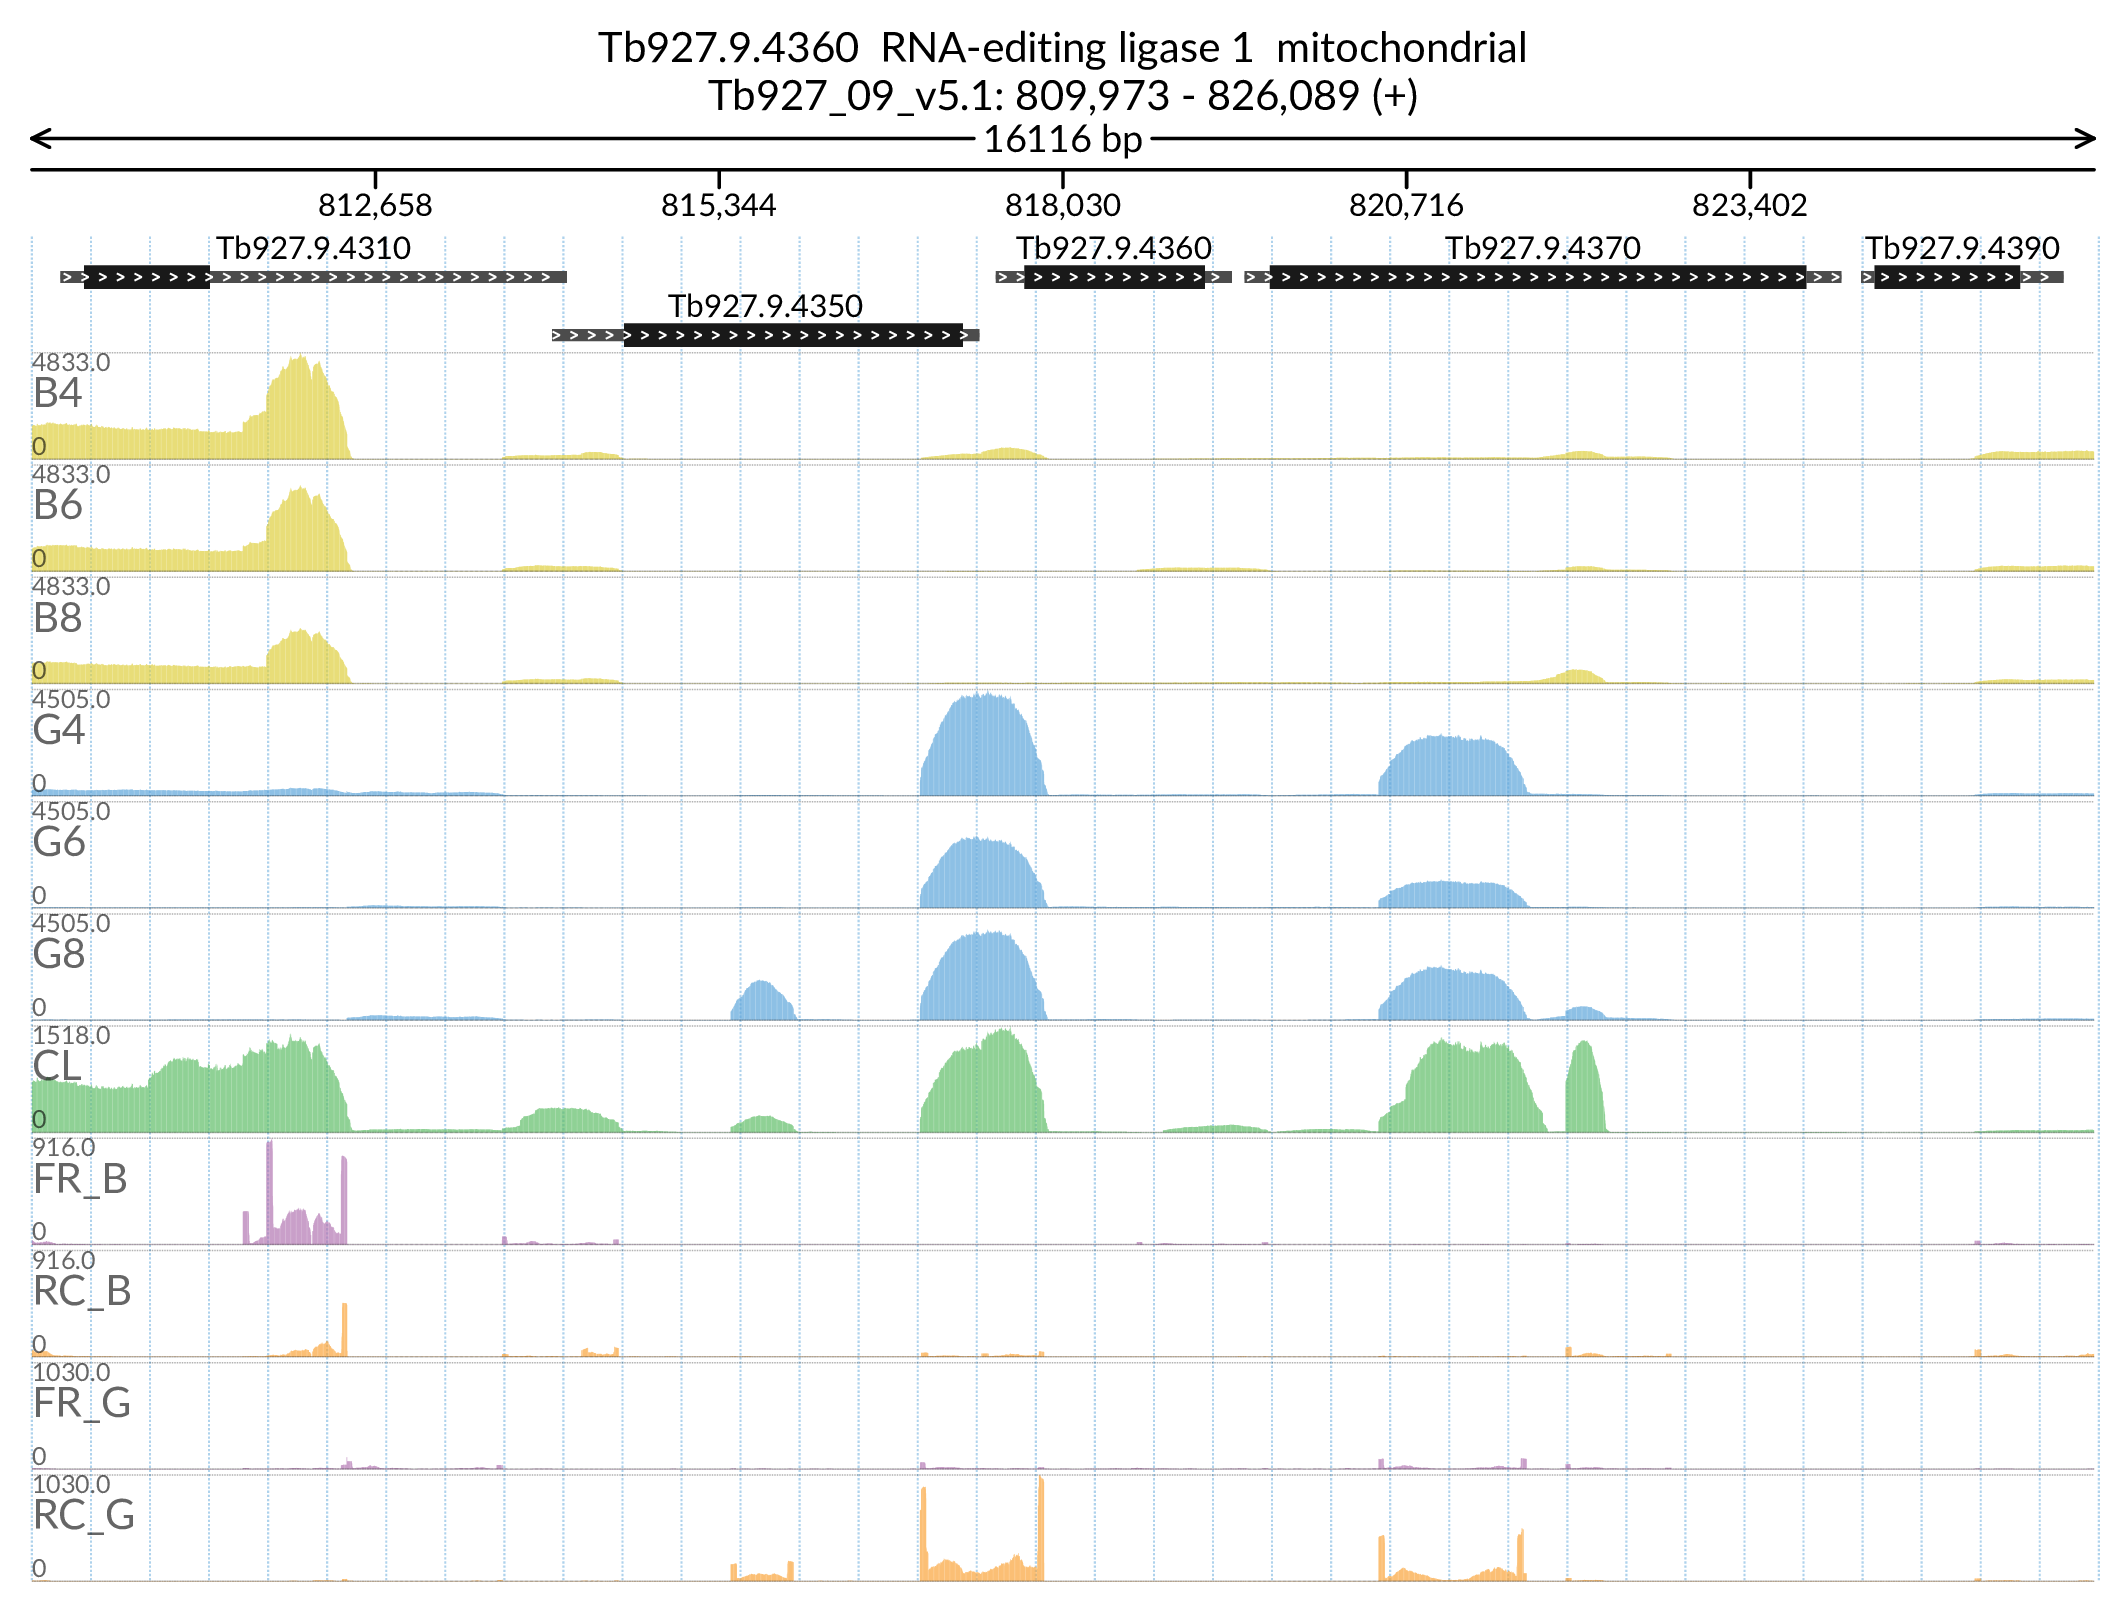 Tb927.9.4360 RNA-editing ligase 1 mitochondrial
Tb927_09_v5.1: 809,973 - 826,089 (+)
16116 bp
812,658 815,344 818,030 820,716 823,402
Tb927.9.4310 Tb927.9.4360 Tb927.9.4370 Tb927.9.4390
Tb927.9.4350
4833.0
B4
0
4833.0
B6
0
4833.0
B8
0
4505.0
G4
0
4505.0
G6
0
4505.0
G8
0
1518.0
CL
0
916.0
FR_B
0
916.0
RC_B
0
1030.0
FR_G
0
1030.0
RC_G
0